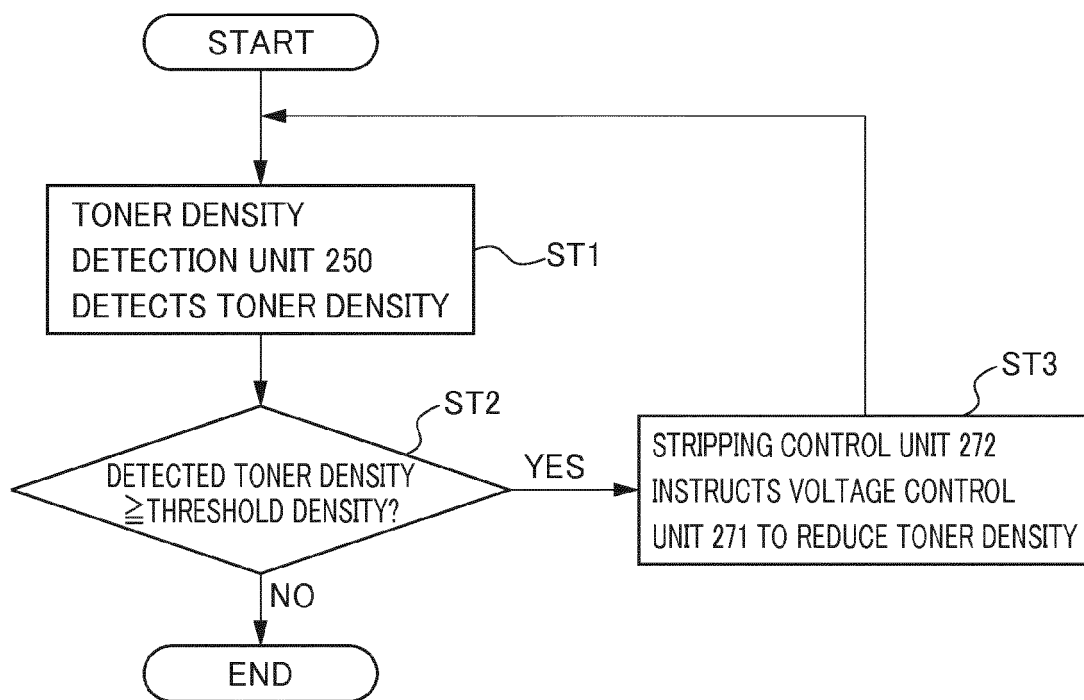 START
TONER DENSITY
DETECTION UNIT 250
DETECTS TONER DENSITY
ST1
ST2
DETECTED TONER DENSITY
≧THRESHOLD DENSITY?
YES
ST3
STRIPPING CONTROL UNIT 272
INSTRUCTS VOLTAGE CONTROL
UNIT 271 TO REDUCE TONER DENSITY
NO
END